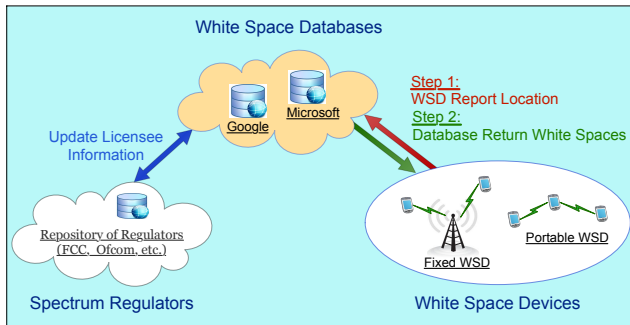 White Space Databases
Google
Microsoft
Step 1:
WSD Report Location
Step 2:
Database Return White Spaces
Update Licensee
Information
Repository of Regulators
(FCC, Ofcom, etc.)
Fixed WSD
Portable WSD
Spectrum Regulators
White Space Devices